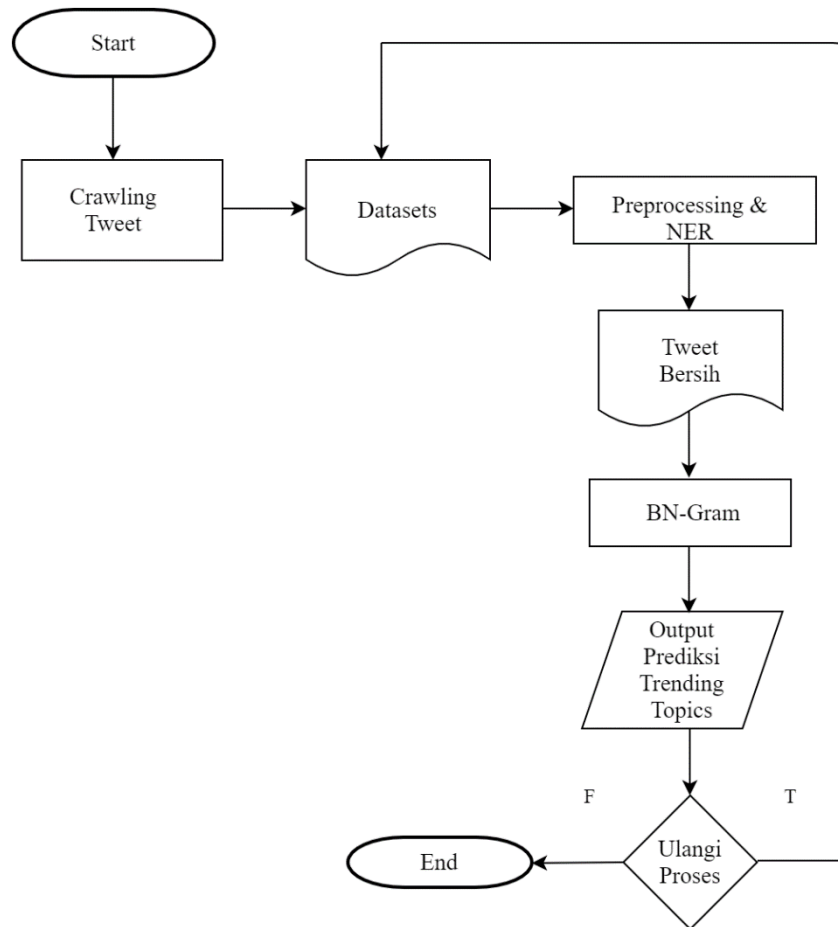 Start
Crawling
Tweet
Datasets
Preprocessing &
NER
Tweet
Bersih
BN-Gram
Output
Prediksi
Trending
Topics
F
T
Ulangi
Proses
End